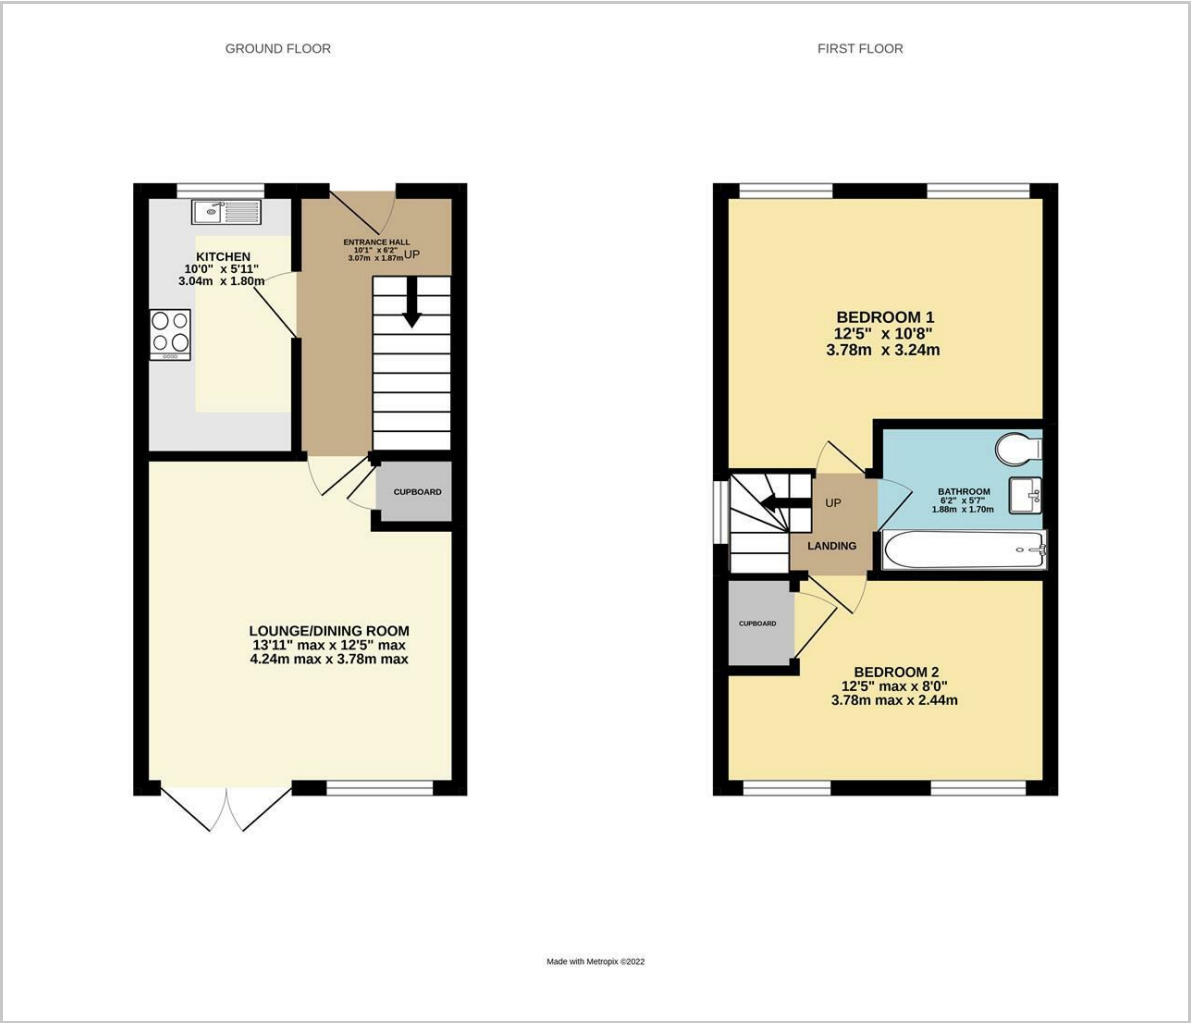 GROUND FLOOR
FIRST FLOOR
KITCHEN
10'0" x 5'11"
3.04m x 1.80m
ENTRANCE HALL
10'1" x 6'2"
3.07m x 1.87m
UP
CUPBOARD
LOUNGE/DINING ROOM
13'11" max x 12'5" max
4.24m max x 3.78m max
BEDROOM 1
12'5" x 10'8"
3.78m x 3.24m
BATHROOM
6'2" x 5'7"
1.88m x 1.70m
UP
LANDING
CUPBOARD
BEDROOM 2
12'5" max x 8'0"
3.78m max x 2.44m
Made with Metropix ©2022